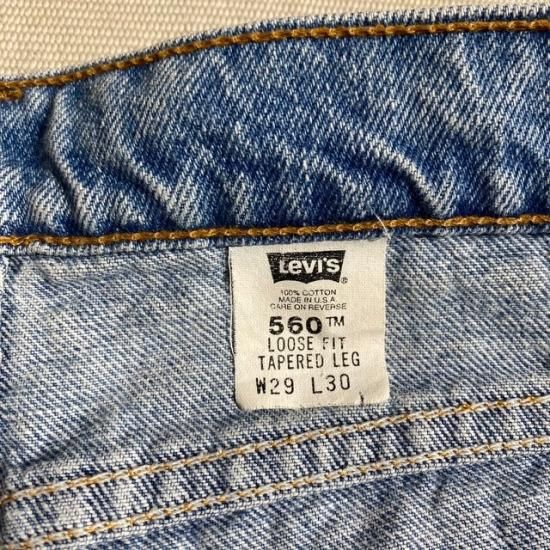 Levi's ®
100% COTTON
MADE IN U.S.A
CARE ON REVERSE
560™
LOOSE FIT
TAPERED LEG
W29 L30